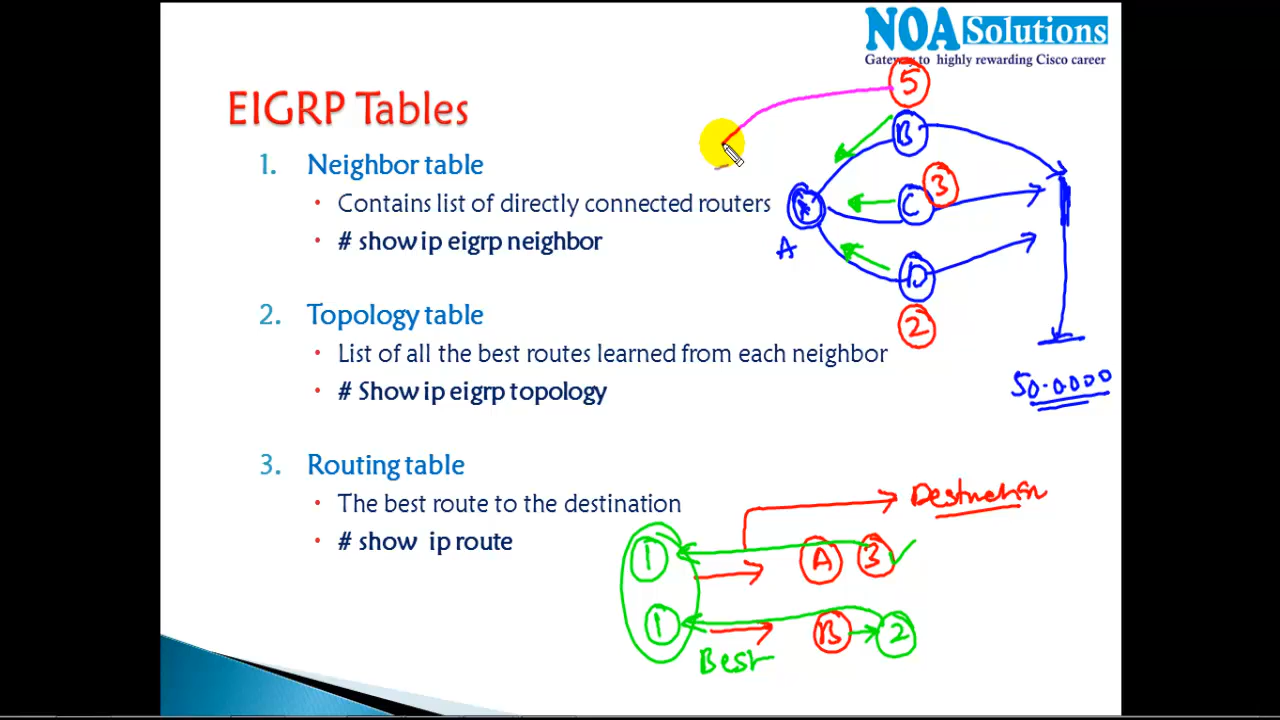 NOA Solutions
Gateway to highly rewarding Cisco career
EIGRP Tables
1. Neighbor table
• Contains list of directly connected routers
• # show ip eigrp neighbor
2. Topology table
• List of all the best routes learned from each neighbor
• # Show ip eigrp topology
3. Routing table
• The best route to the destination
• # show ip route
5
B
C
3
A
D
2
50.0000
Destination
1
A
3
1
B
2
Best